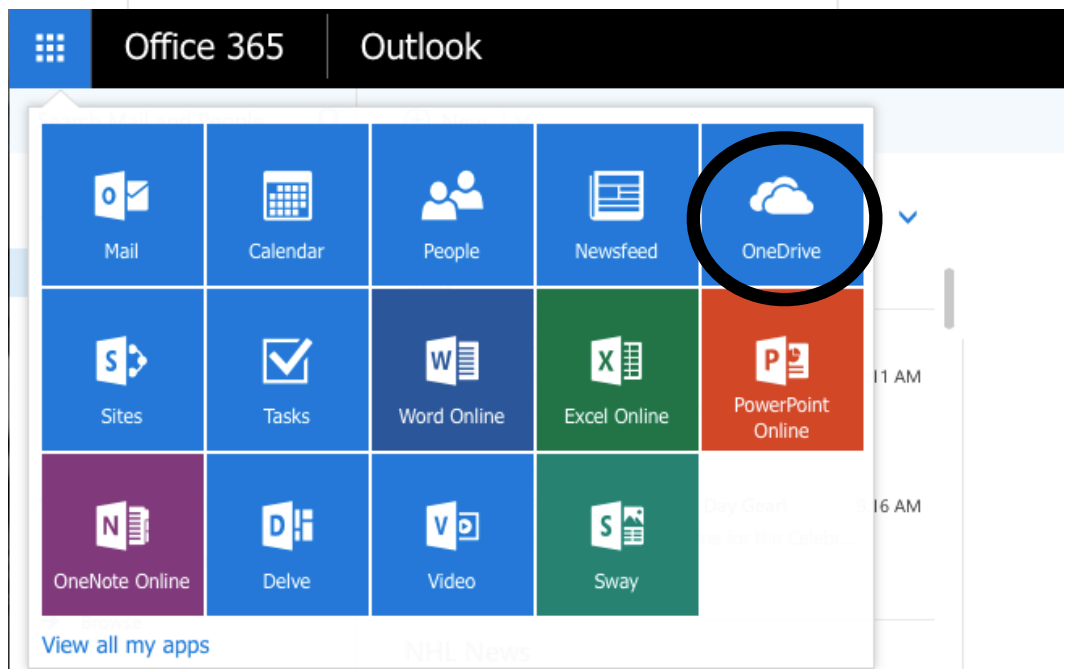 Office 365 Outlook
Mail Calendar People Newsfeed OneDrive
Sites Tasks Word Online Excel Online PowerPoint Online
11 AM
OneNote Online Delve Video Sway
16 AM
View all my apps
NHL News